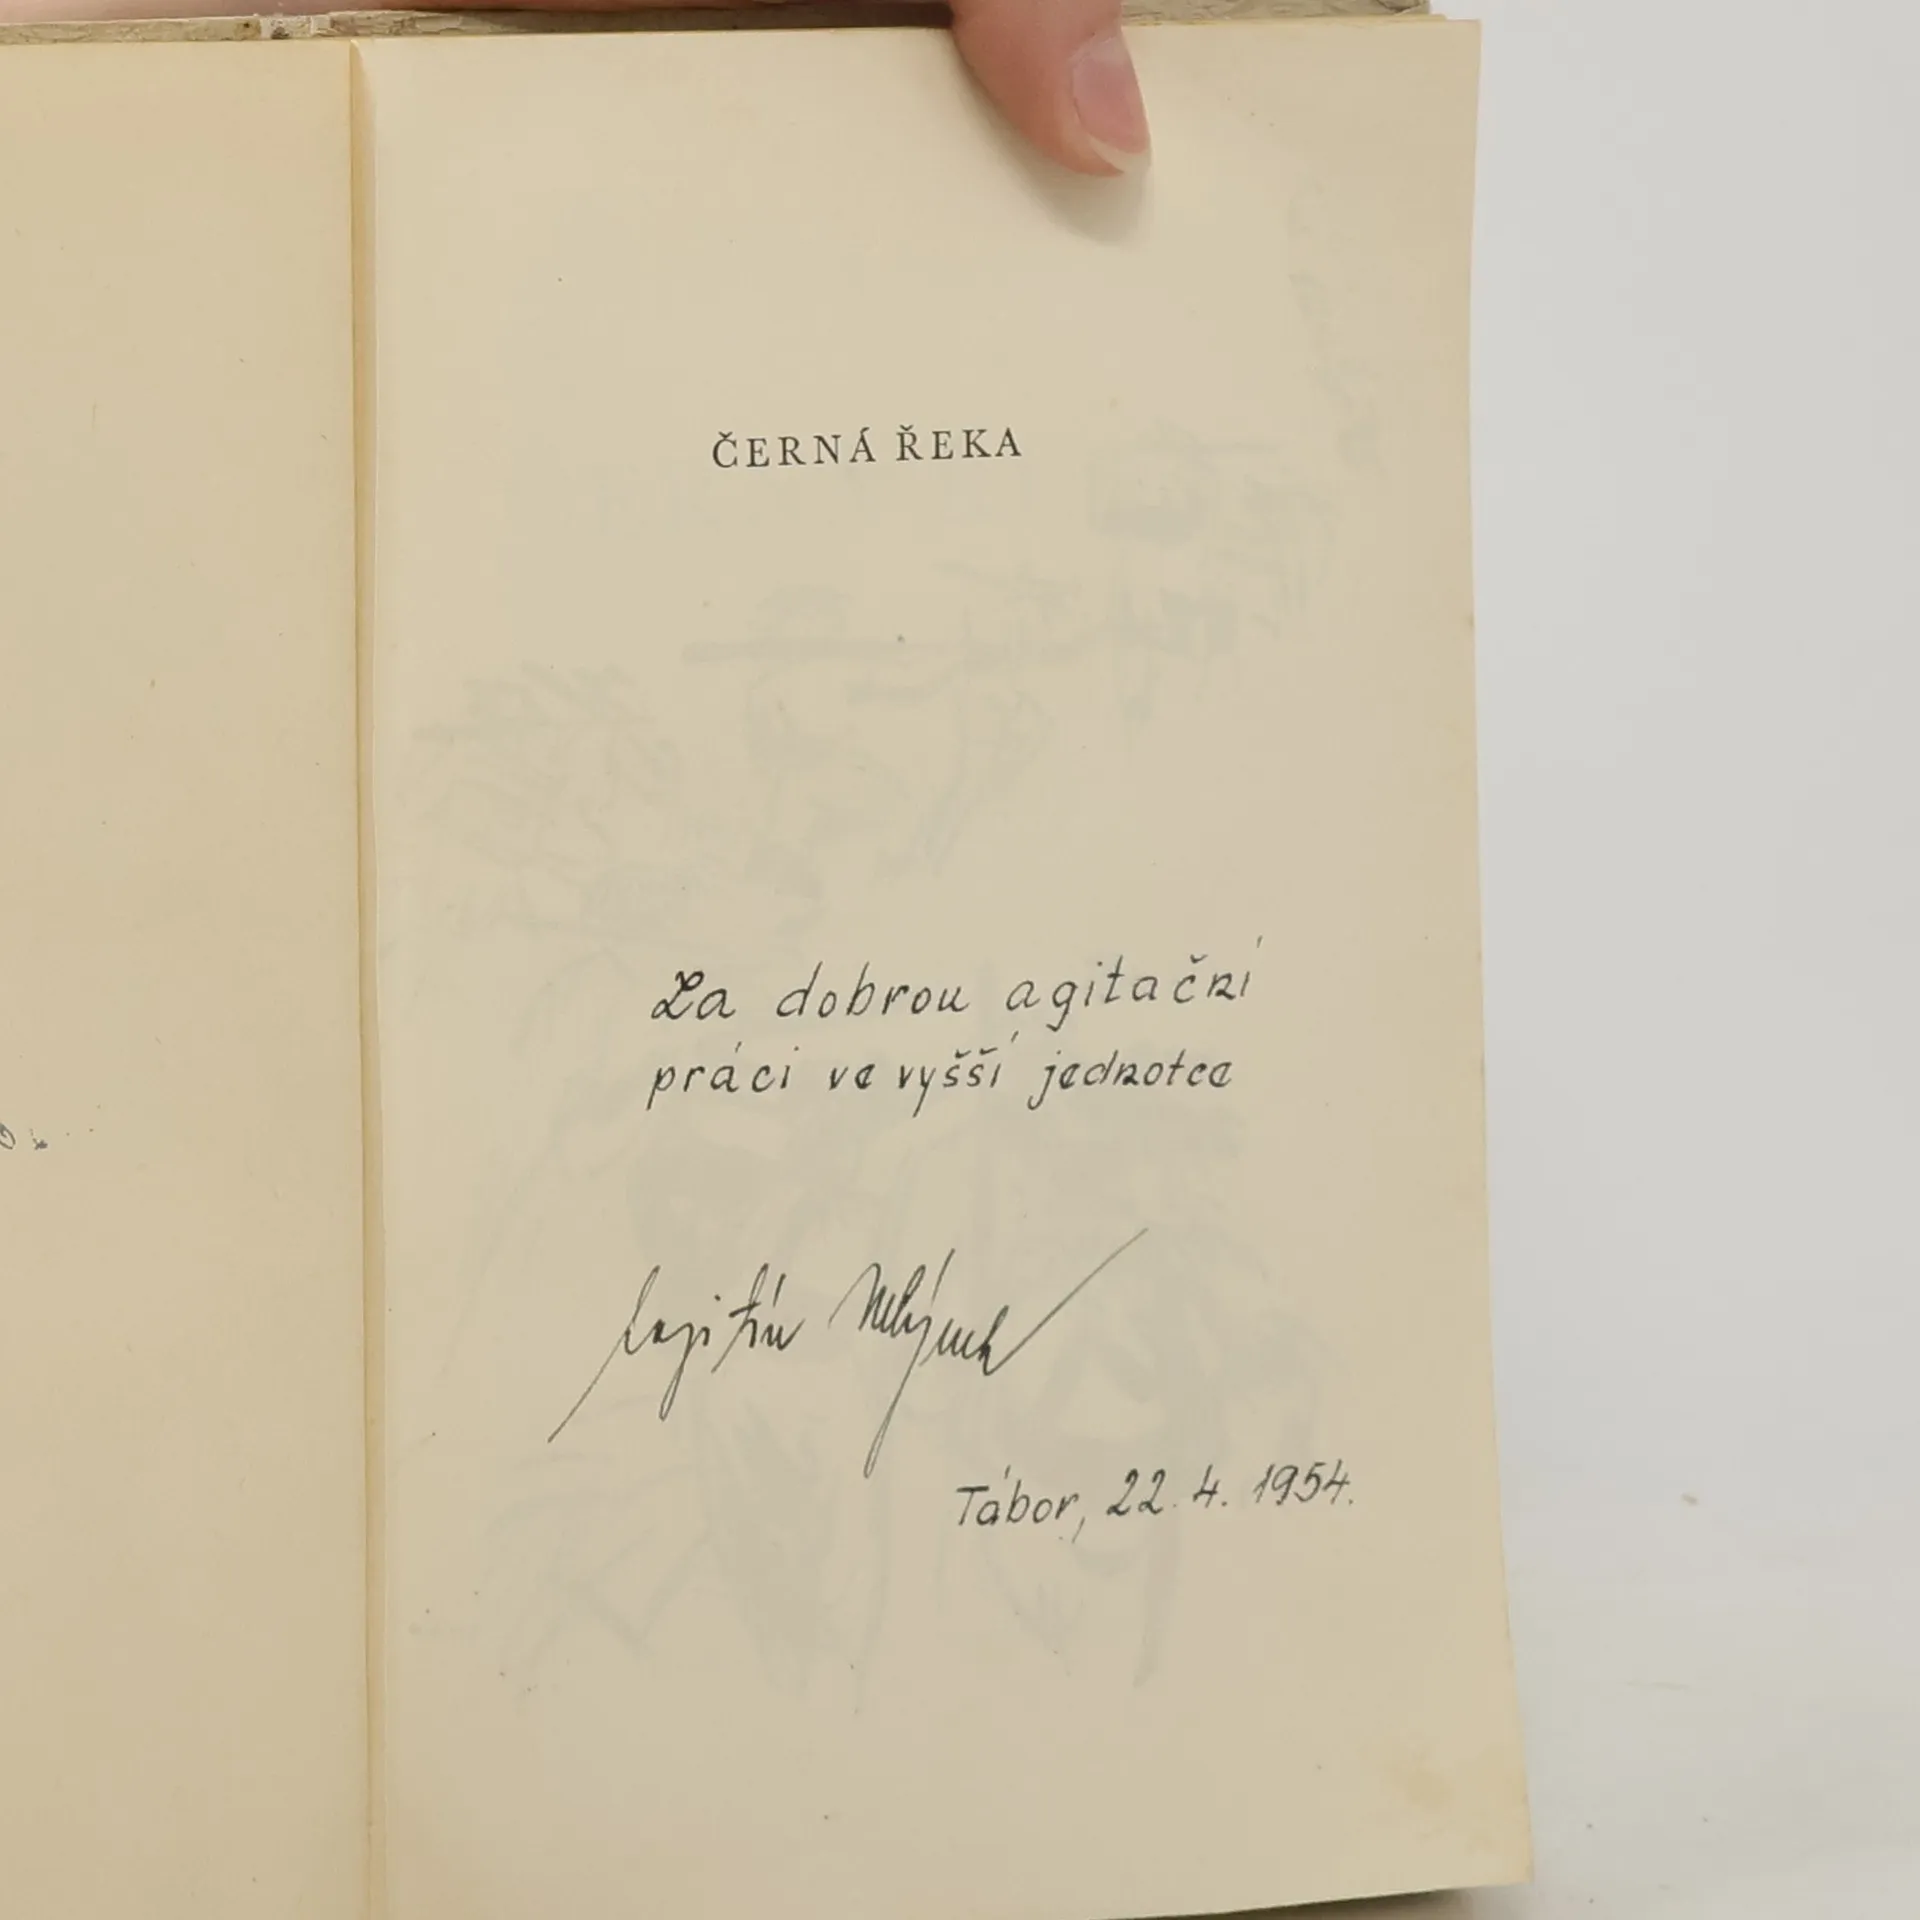 ČERNÁ ŘEKA
Za dobrou agitační
práci ve vyšší jednotce
Tábor, 22. 4. 1954.